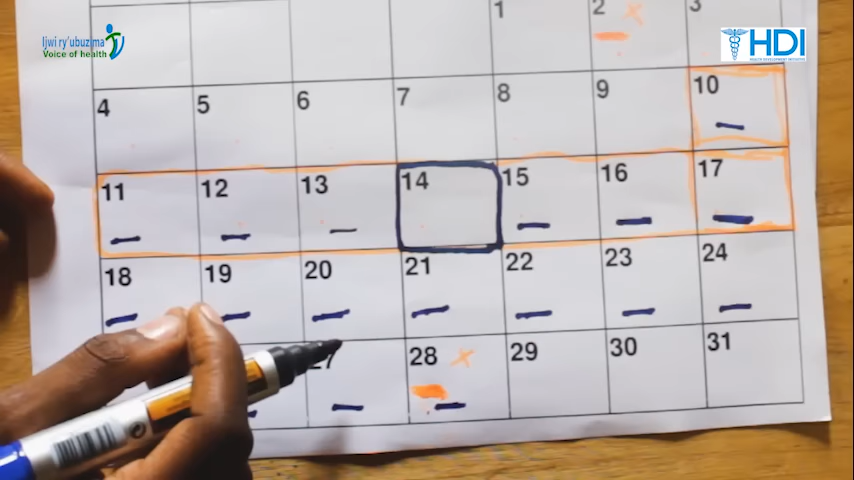 Ijwi ry'ubuzima
Voice of health
HDI
1 2 3
4 5 6 7 8 9 10
11 12 13 14 15 16 17
18 19 20 21 22 23 24
27 28 29 30 31